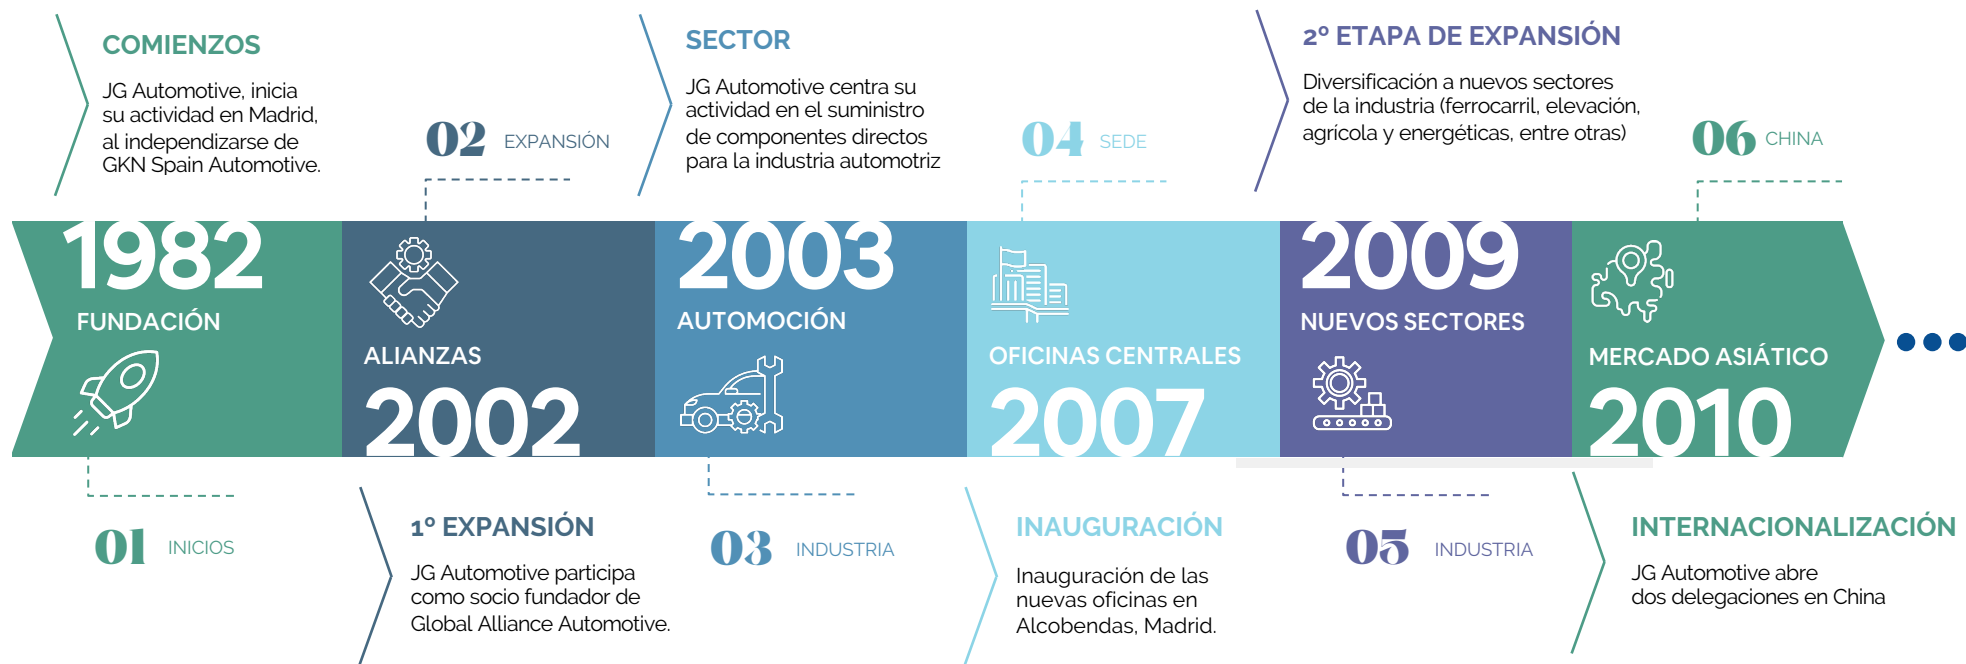 COMIENZOS
JG Automotive, inicia
su actividad en Madrid,
al independizarse de
GKN Spain Automotive.
1982
FUNDACIÓN
01 INICIOS
02 EXPANSIÓN
ALIANZAS
2002
1º EXPANSIÓN
JG Automotive participa
como socio fundador de
Global Alliance Automotive.
SECTOR
JG Automotive centra su
actividad en el suministro
de componentes directos
para la industria automotriz
2003
AUTOMOCIÓN
03 INDUSTRIA
04 SEDE
OFICINAS CENTRALES
2007
INAUGURACIÓN
Inauguración de las
nuevas oficinas en
Alcobendas, Madrid.
2º ETAPA DE EXPANSIÓN
Diversificación a nuevos sectores
de la industria (ferrocarril, elevación,
agrícola y energéticas, entre otras)
2009
NUEVOS SECTORES
05 INDUSTRIA
06 CHINA
MERCADO ASIÁTICO
2010
INTERNACIONALIZACIÓN
JG Automotive abre
dos delegaciones en China